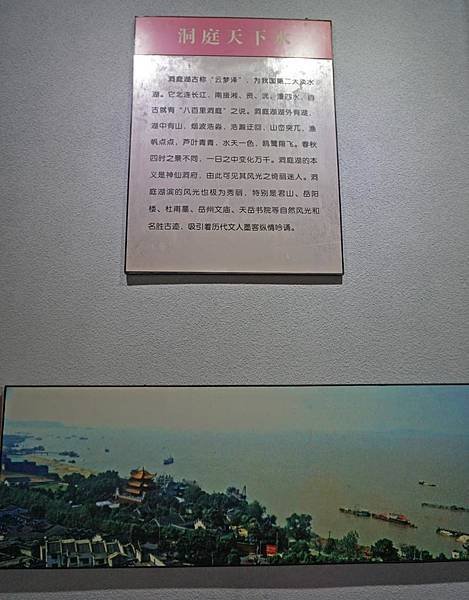 洞庭天下水
洞庭湖古称“云梦泽”，为我国第二大淡水
湖。它北连长江，南接湘、资、沅、澧四水，自
古就有“八百里洞庭”之说。洞庭湖湖外有湖，
湖中有山，烟波浩淼，浩瀚迂回，山峦突兀，渔
帆点点，芦叶青青，水天一色，鸥鹭翔飞。春秋
四时之景不同，一日之中变化万千。洞庭湖的本
义是神仙洞府，由此可见其风光之绮丽迷人。洞
庭湖滨的风光也极为秀丽，特别是君山、岳阳
楼、杜甫墓、岳州文庙、天岳书院等自然风光和
名胜古迹，吸引着历代文人墨客纵情吟诵。